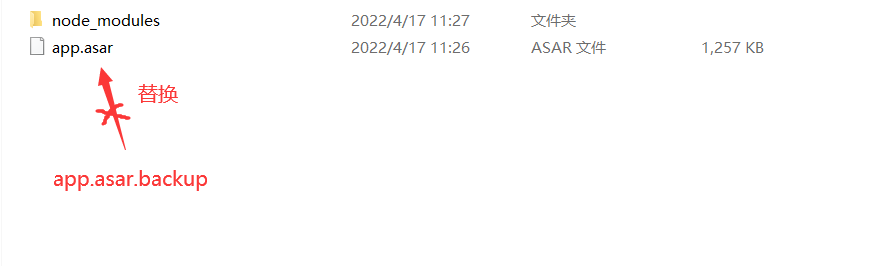 node_modules 2022/4/17 11:27 文件夹
app.asar 2022/4/17 11:26 ASAR 文件 1,257 KB
替换
app.asar.backup